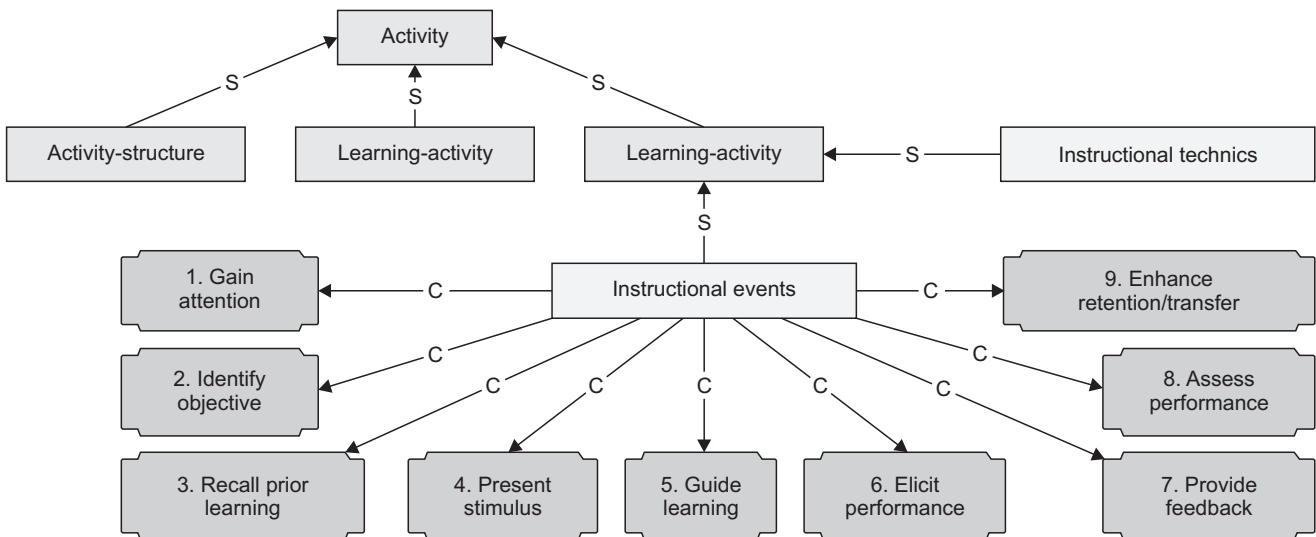 Activity
S
S
S
Activity-structure
Learning-activity
Learning-activity
S
Instructional technics
S
1. Gain
attention
C
Instructional events
C
9. Enhance
retention/transfer
2. Identify
objective
C
C
C
C
C
C
C
8. Assess
performance
3. Recall prior
learning
4. Present
stimulus
5. Guide
learning
6. Elicit
performance
7. Provide
feedback